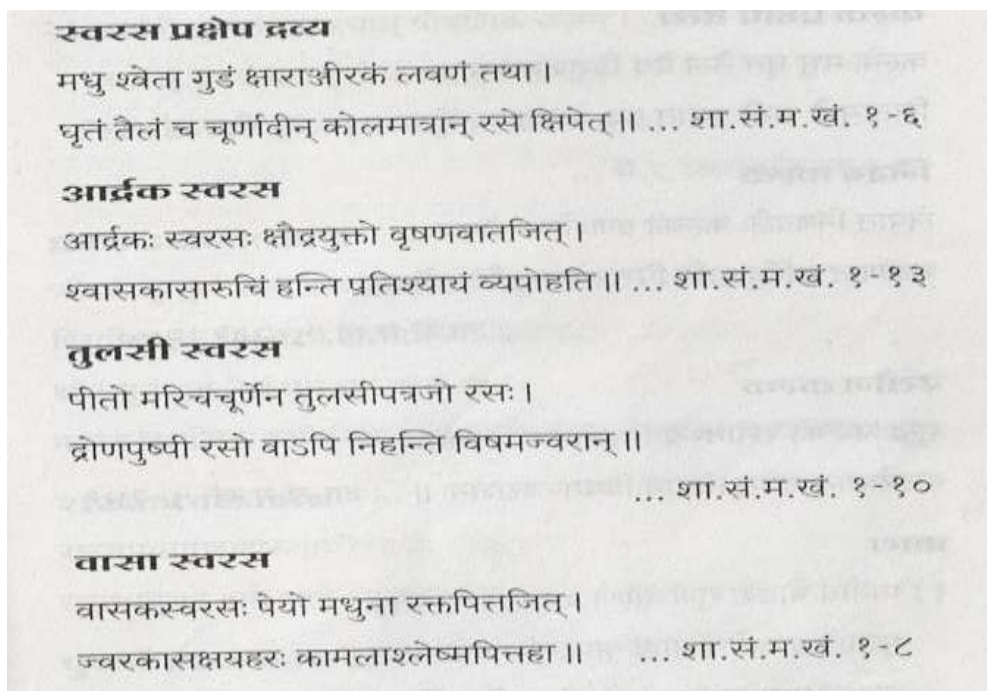 स्वरस प्रक्षेप द्रव्य
मधु श्वेता गुडं क्षाराञीरकं लवणं तथा।
घृतं तैलं च चूर्णादीन् कोलमात्रान् रसे क्षिपेत्॥ ... शा.सं.म.खं. १-६
आर्द्रक स्वरस
आर्द्रकः स्वरसः क्षौद्रयुक्तो वृषणवातजित्।
श्वासकासारुचिं हन्ति प्रतिश्यायं व्यपोहति॥ ... शा.सं.म.खं. १-१३
तुलसी स्वरस
पीतो मरिचचूर्णेन तुलसीपत्रजो रसः।
द्रोणपुष्पी रसो वाऽपि निहन्ति विषमज्वरान्॥
... शा.सं.म.खं. १-१०
वासा स्वरस
वासकस्वरसः पेयो मधुना रक्तपित्तजित्।
ज्वरकासक्षयहरः कामलाश्लेष्मपित्तहा॥ ... शा.सं.म.खं. १-८